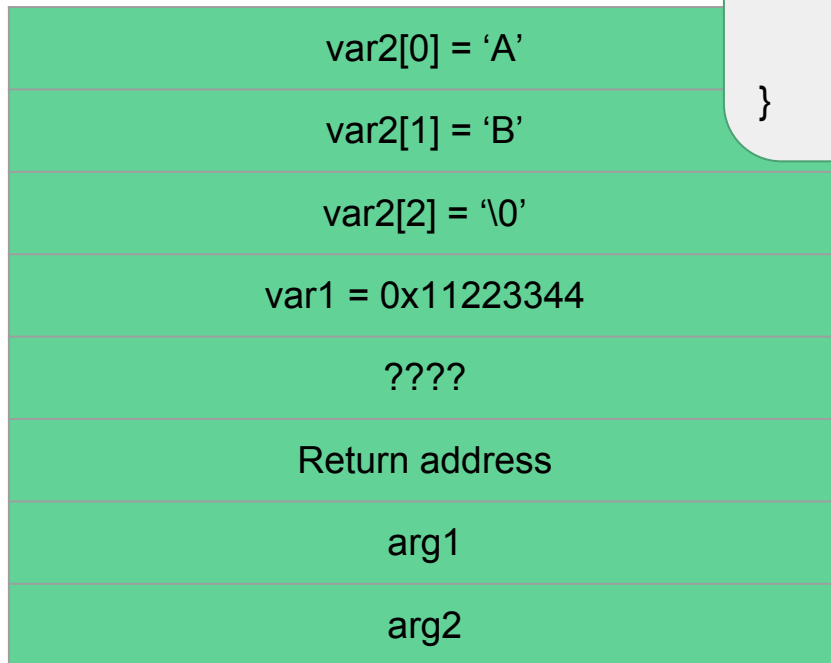 var2[0] = ‘A’
}
var2[1] = ‘B’
var2[2] = ‘\0’
var1 = 0x11223344
????
Return address
arg1
arg2